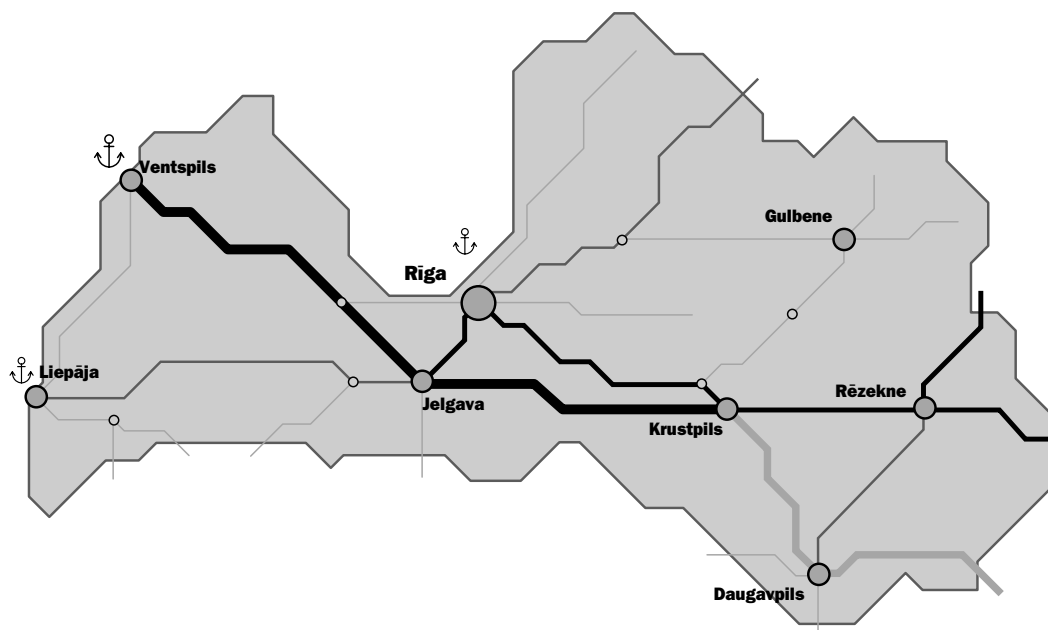 Ventspils
Gulbene
Rīga
Liepāja
Rēzekne
Jelgava
Krustpils
Daugavpils